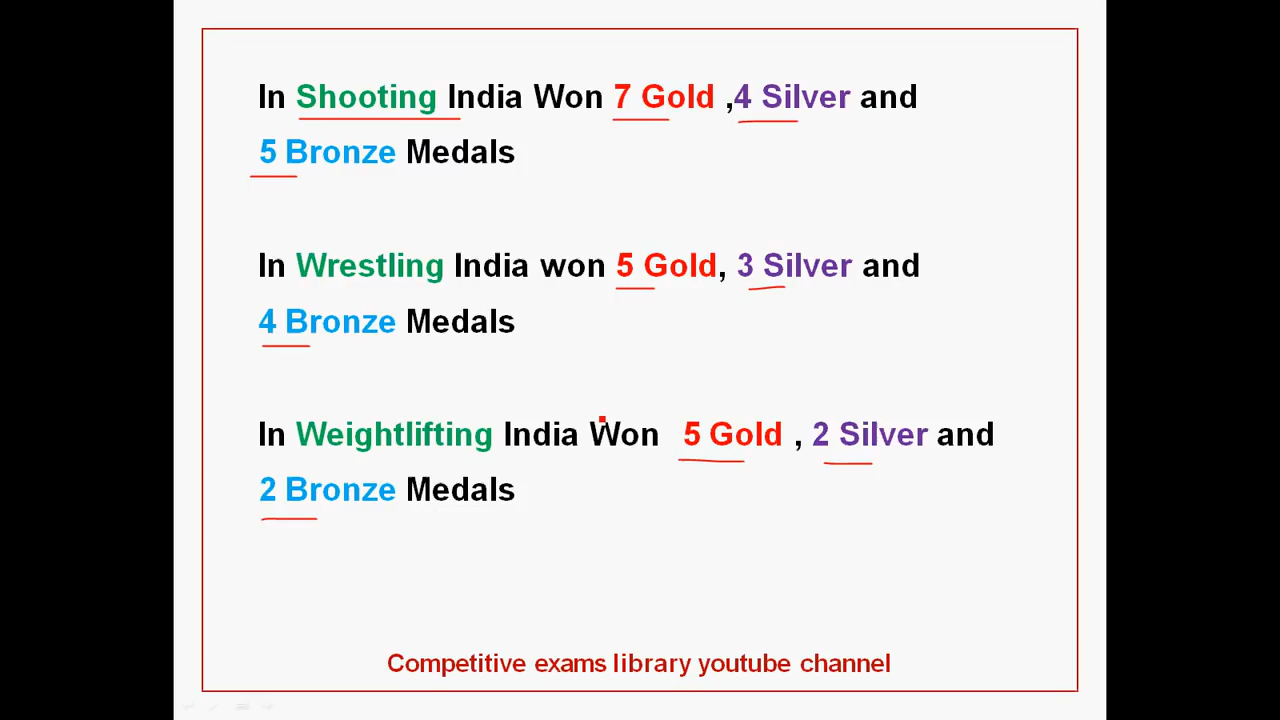 In Shooting India Won 7 Gold ,4 Silver and
5 Bronze Medals
In Wrestling India won 5 Gold, 3 Silver and
4 Bronze Medals
In Weightlifting India Won 5 Gold , 2 Silver and
2 Bronze Medals
Competitive exams library youtube channel